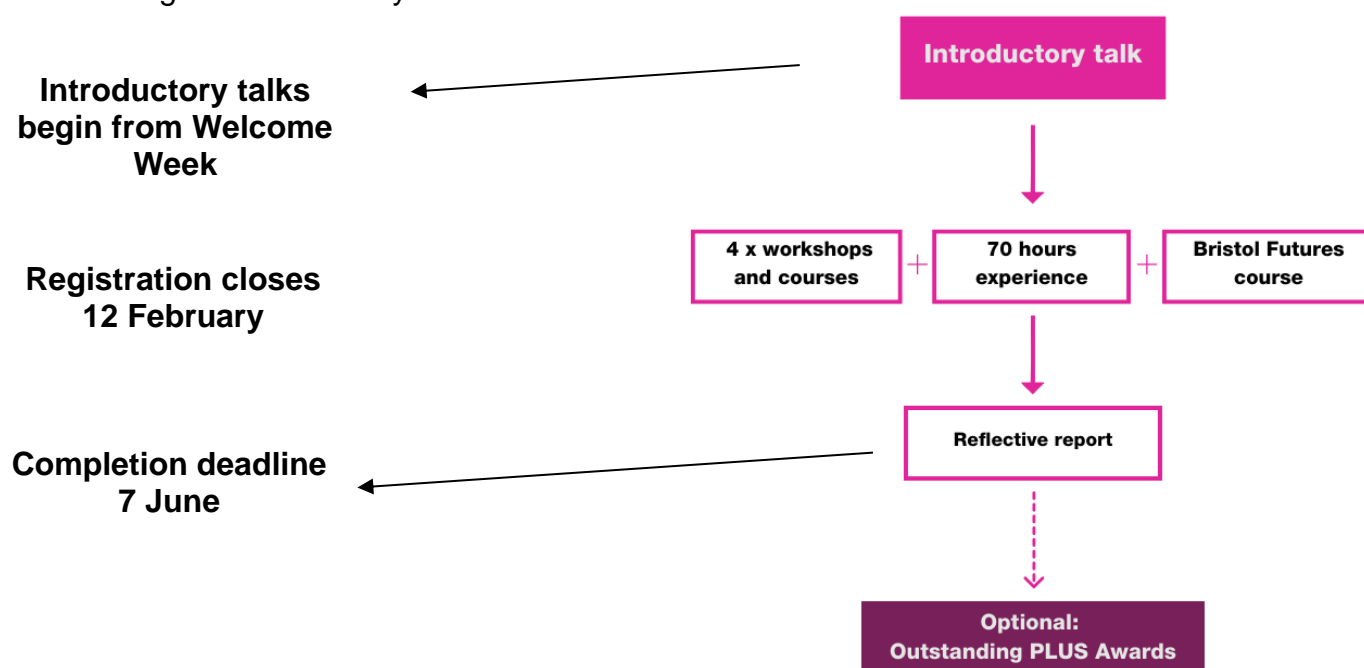 Introductory talk
Introductory talks
begin from Welcome
Week
4 x workshops
and courses
+
70 hours
experience
+
Bristol Futures
course
Registration closes
12 February
Reflective report
Completion deadline
7 June
Optional:
Outstanding PLUS Awards